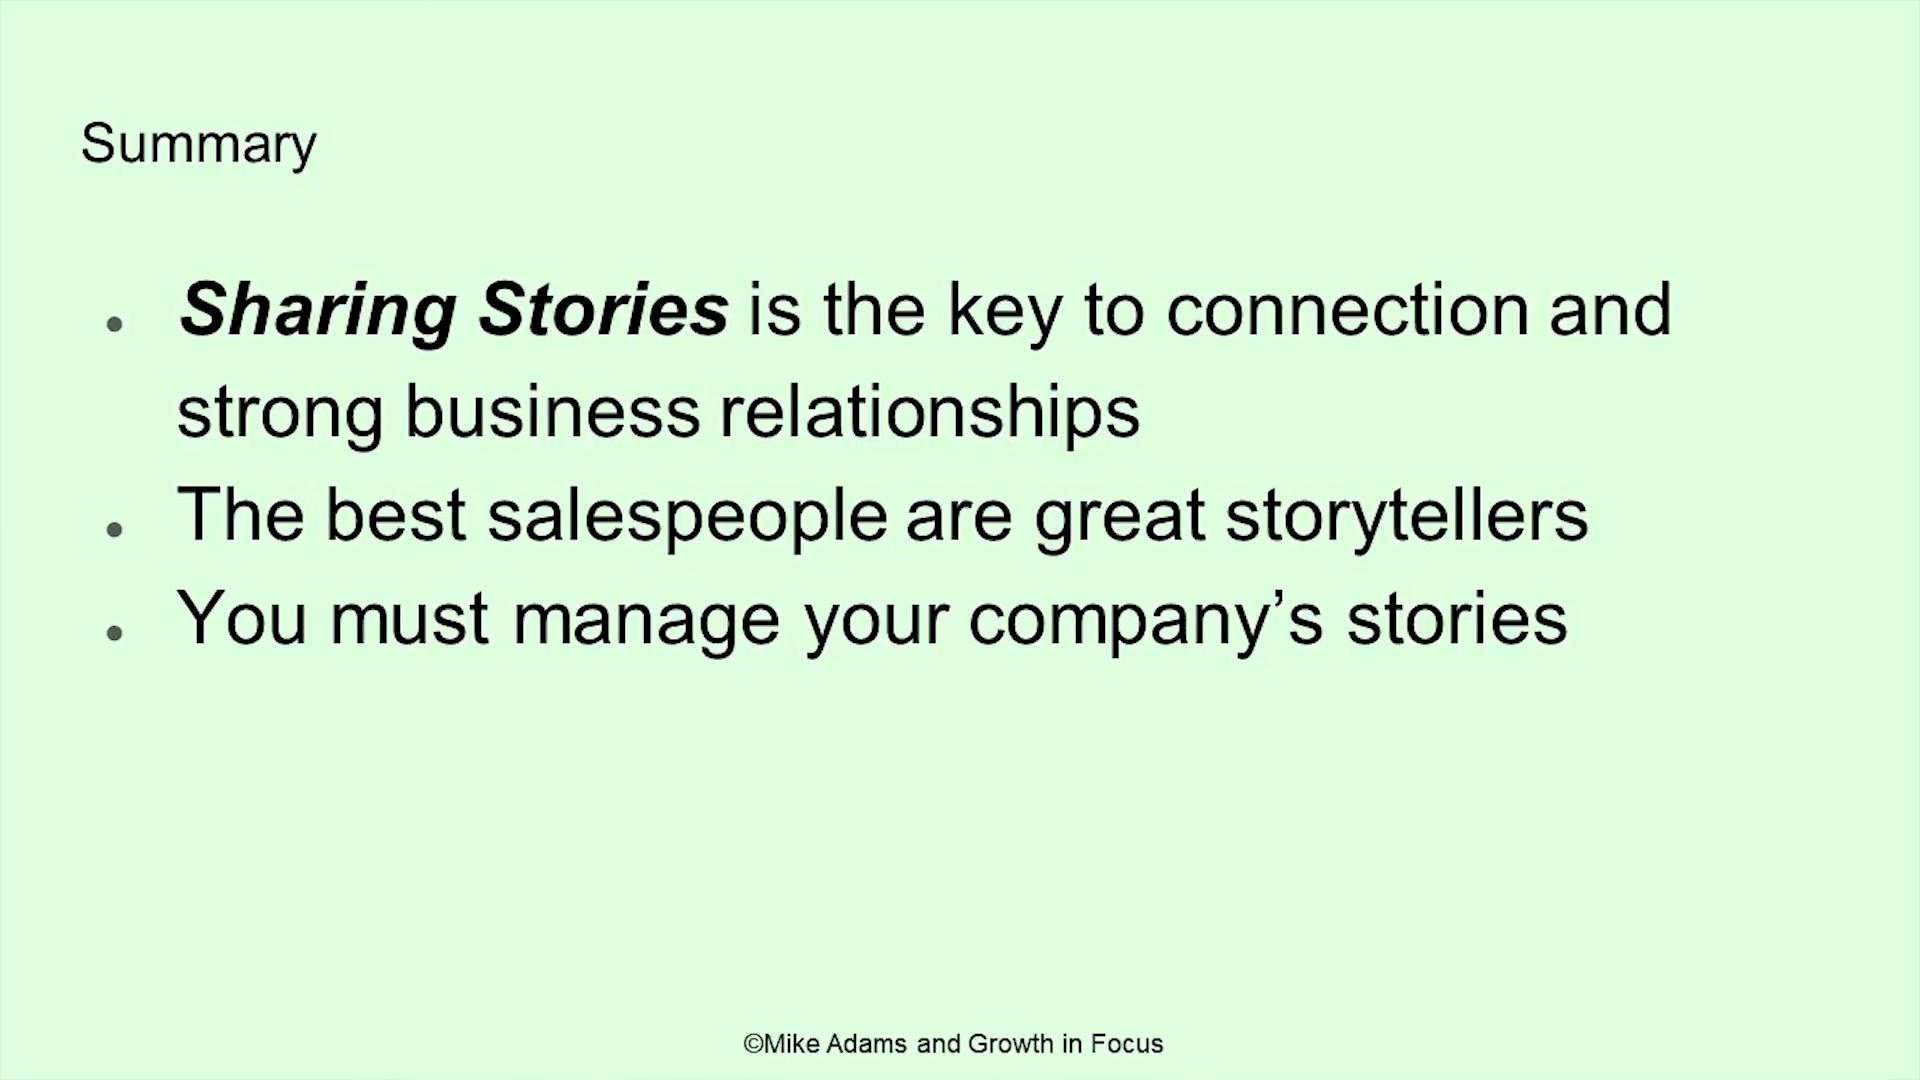 Summary
• Sharing Stories is the key to connection and
strong business relationships
• The best salespeople are great storytellers
• You must manage your company’s stories
©Mike Adams and Growth in Focus